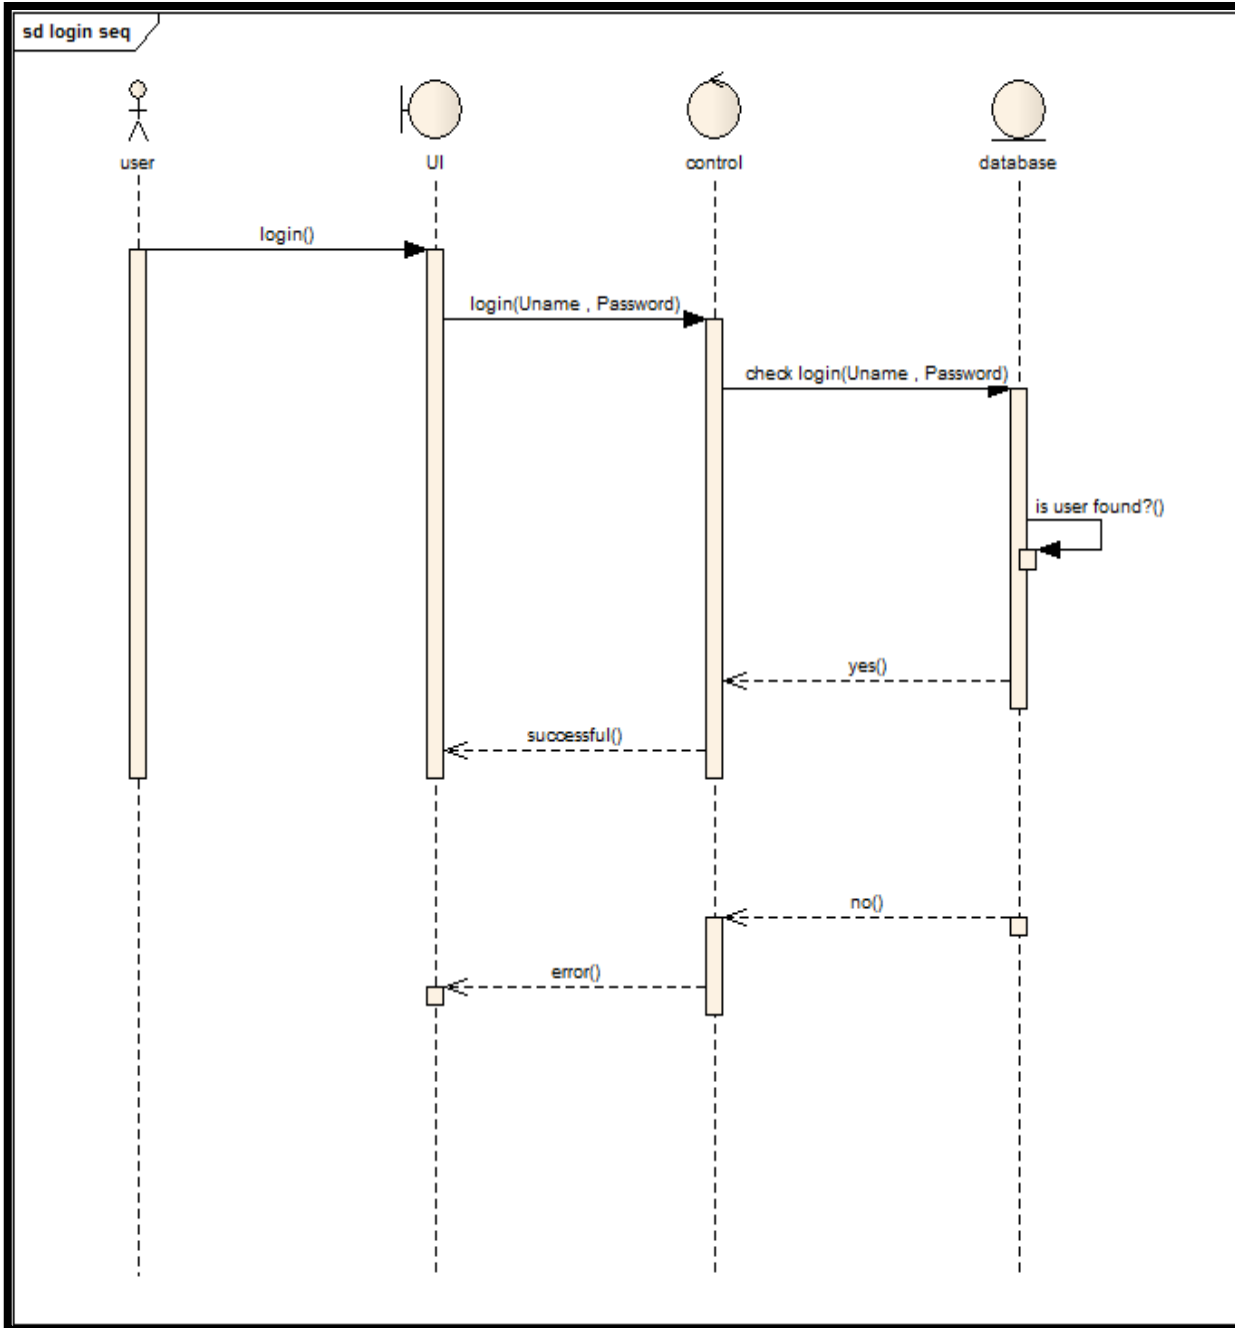 sd login seq
user
UI
control
database
login()
login(Uname , Password)
check login(Uname , Password)
is user found?()
yes()
successful()
no()
error()